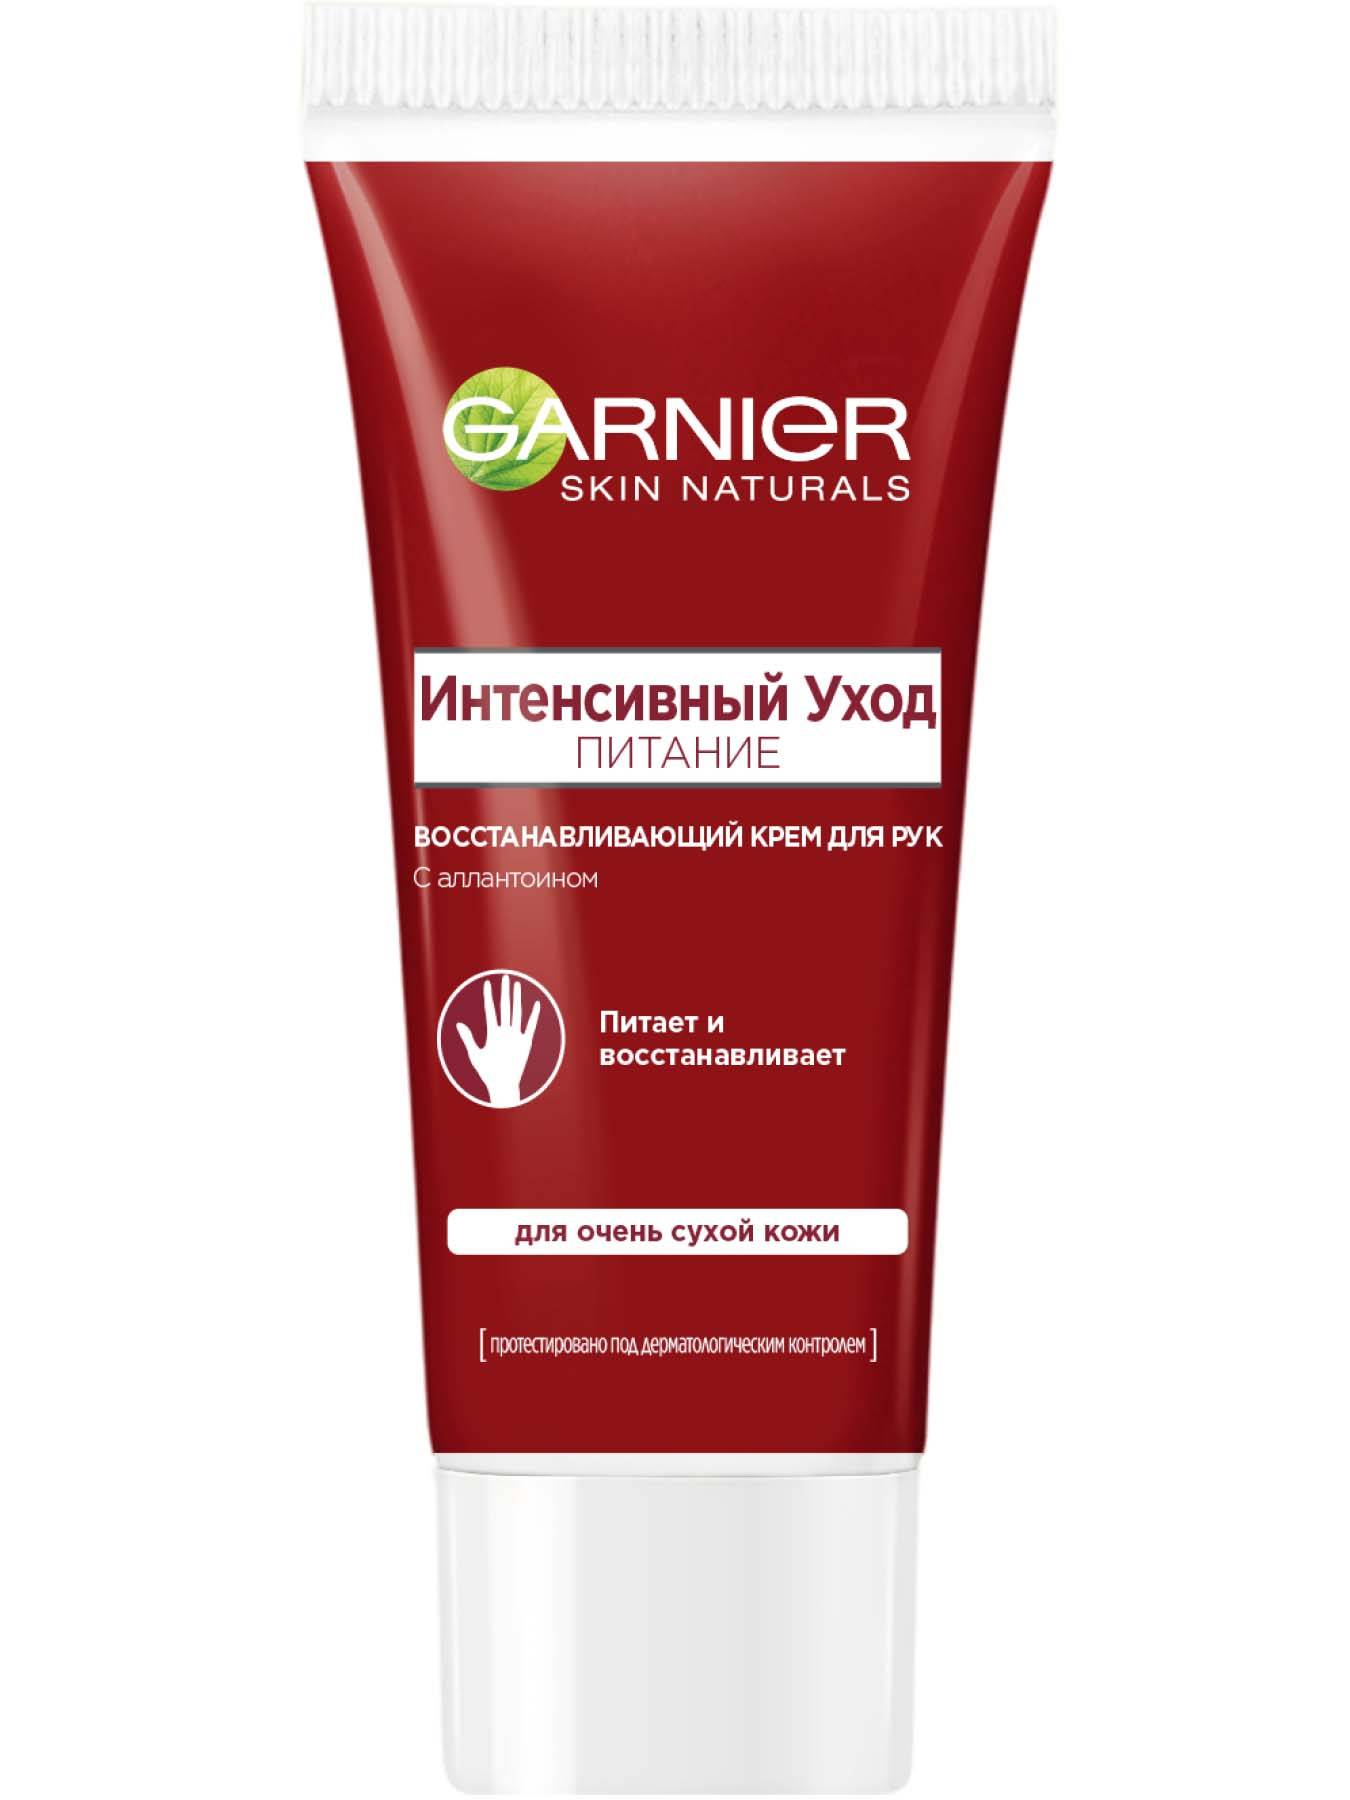 GARNIER
SKIN NATURALS
Интенсивный Уход
ПИТАНИЕ
ВОССТАНАВЛИВАЮЩИЙ КРЕМ ДЛЯ РУК
С аллантоином
Питает и
восстанавливает
для очень сухой кожи
[ протестировано под дерматологическим контролем ]